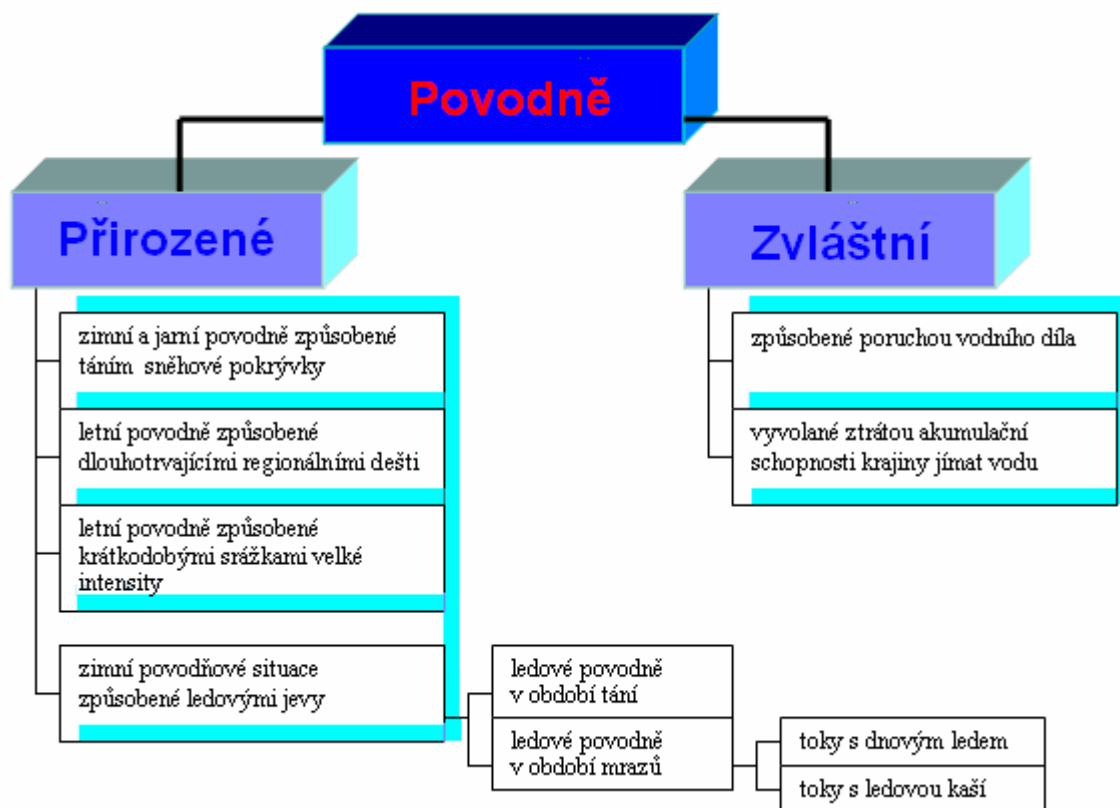 Povodně
Přirozené
Zvláštní
zimní a jarní povodně způsobené
táním sněhové pokrývky
letní povodně způsobené
dlouhotrvajícími regionálními dešti
letní povodně způsobené
krátkodobými srážkami velké
intensity
zimní povodňové situace
způsobené ledovými jevy
ledové povodně
v období tání
ledové povodně
v období mrazů
toky s dnovým ledem
toky s ledovou kaší
způsobené poruchou vodního díla
vyvolané ztrátou akumulační
schopnosti krajiny jímat vodu